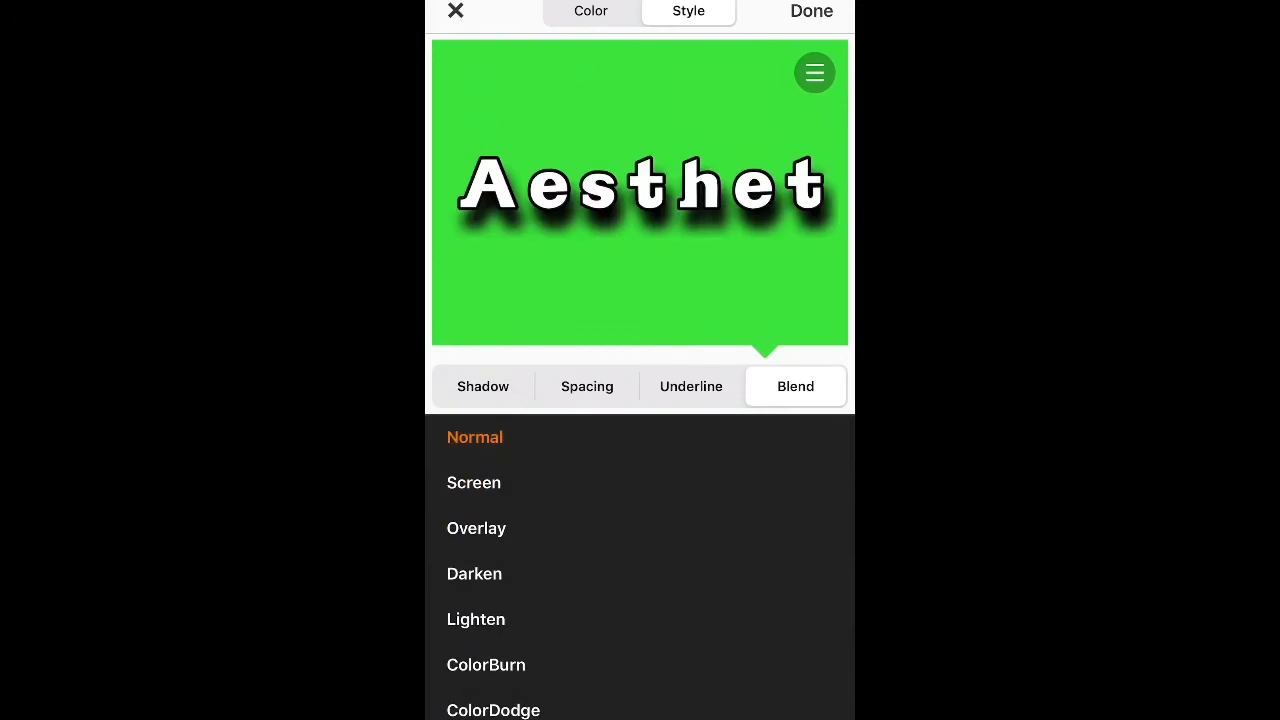 Color Style Done
Aesthet
Shadow Spacing Underline Blend
Normal
Screen
Overlay
Darken
Lighten
ColorBurn
ColorDodge